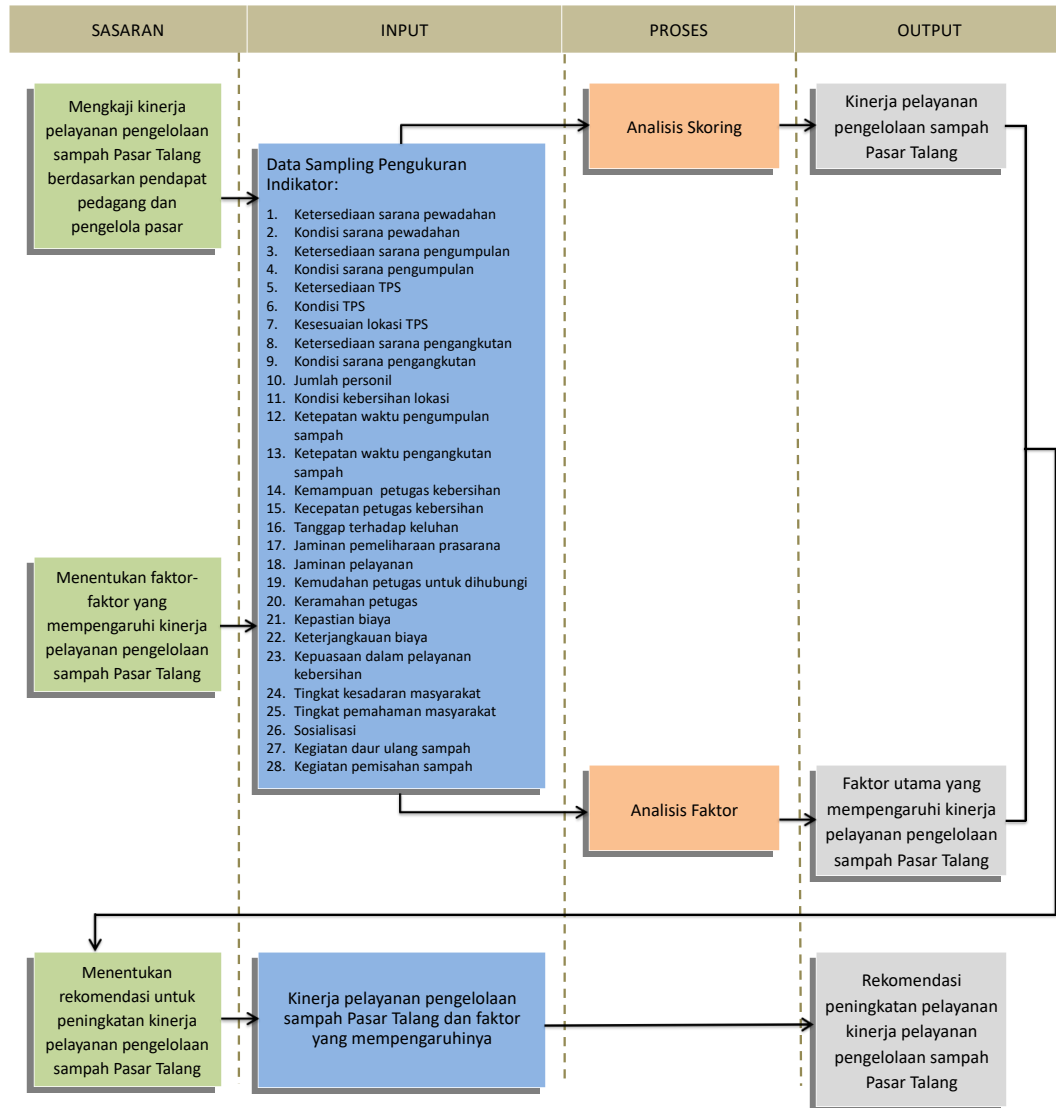 SASARAN
INPUT
PROSES
OUTPUT
Mengkaji kinerja
pelayanan pengelolaan
sampah Pasar Talang
berdasarkan pendapat
pedagang dan
pengelola pasar
Data Sampling Pengukuran
Indikator:
1. Ketersediaan sarana pewadahan
2. Kondisi sarana pewadahan
3. Ketersediaan sarana pengumpulan
4. Kondisi sarana pengumpulan
5. Ketersediaan TPS
6. Kondisi TPS
7. Kesesuaian lokasi TPS
8. Ketersediaan sarana pengangkutan
9. Kondisi sarana pengangkutan
10. Jumlah personil
11. Kondisi kebersihan lokasi
12. Ketepatan waktu pengumpulan
sampah
13. Ketepatan waktu pengangkutan
sampah
14. Kemampuan petugas kebersihan
15. Kecepatan petugas kebersihan
16. Tanggap terhadap keluhan
17. Jaminan pemeliharaan prasarana
18. Jaminan pelayanan
19. Kemudahan petugas untuk dihubungi
20. Keramahan petugas
21. Kepastian biaya
22. Keterjangkauan biaya
23. Kepuasaan dalam pelayanan
kebersihan
24. Tingkat kesadaran masyarakat
25. Tingkat pemahaman masyarakat
26. Sosialisasi
27. Kegiatan daur ulang sampah
28. Kegiatan pemisahan sampah
Analisis Skoring
Kinerja pelayanan
pengelolaan sampah
Pasar Talang
Menentukan faktor-
faktor yang
mempengaruhi kinerja
pelayanan pengelolaan
sampah Pasar Talang
Analisis Faktor
Faktor utama yang
mempengaruhi kinerja
pelayanan pengelolaan
sampah Pasar Talang
Menentukan
rekomendasi untuk
peningkatan kinerja
pelayanan pengelolaan
sampah Pasar Talang
Kinerja pelayanan pengelolaan
sampah Pasar Talang dan faktor
yang mempengaruhinya
Rekomendasi
peningkatan pelayanan
kinerja pelayanan
pengelolaan sampah
Pasar Talang